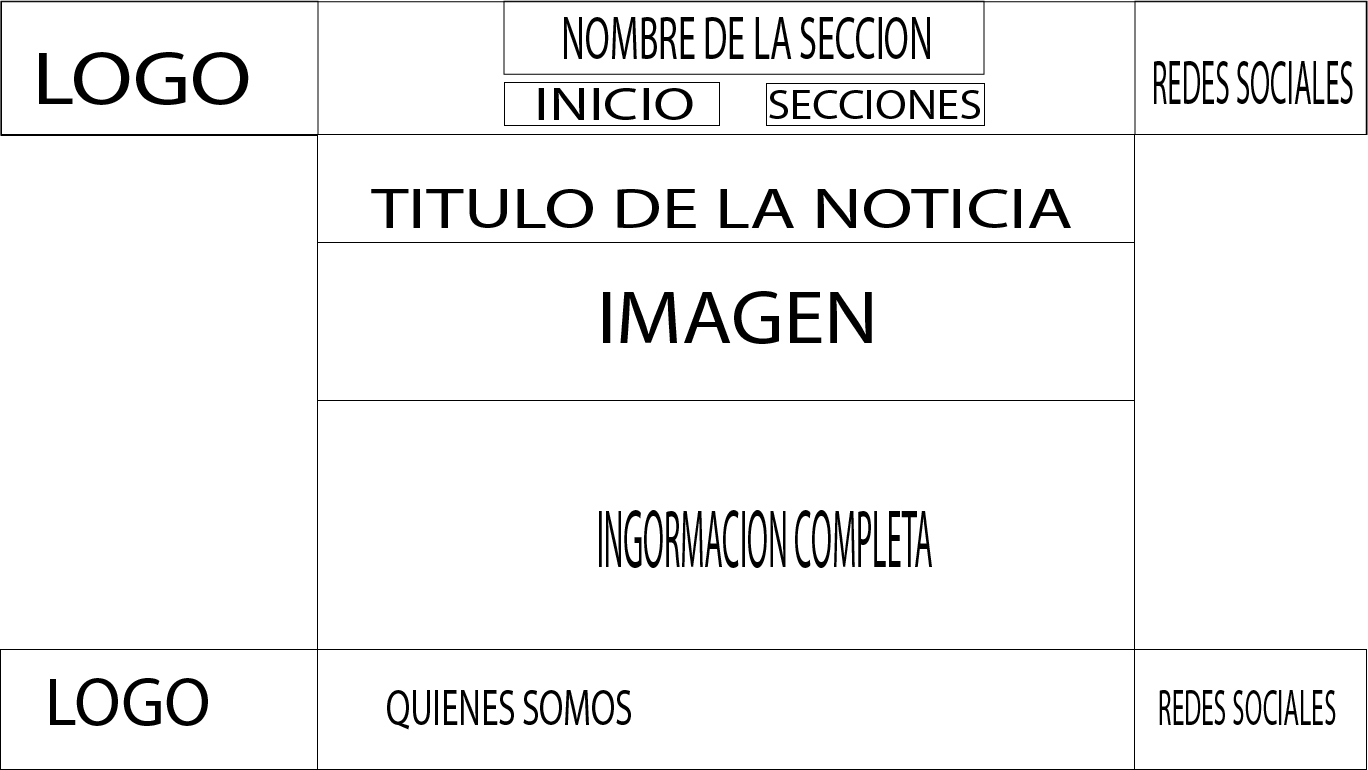 LOGO
NOMBRE DE LA SECCION
INICIO
SECCIONES
REDES SOCIALES
TITULO DE LA NOTICIA
IMAGEN
INGORMACION COMPLETA
LOGO
QUIENES SOMOS
REDES SOCIALES